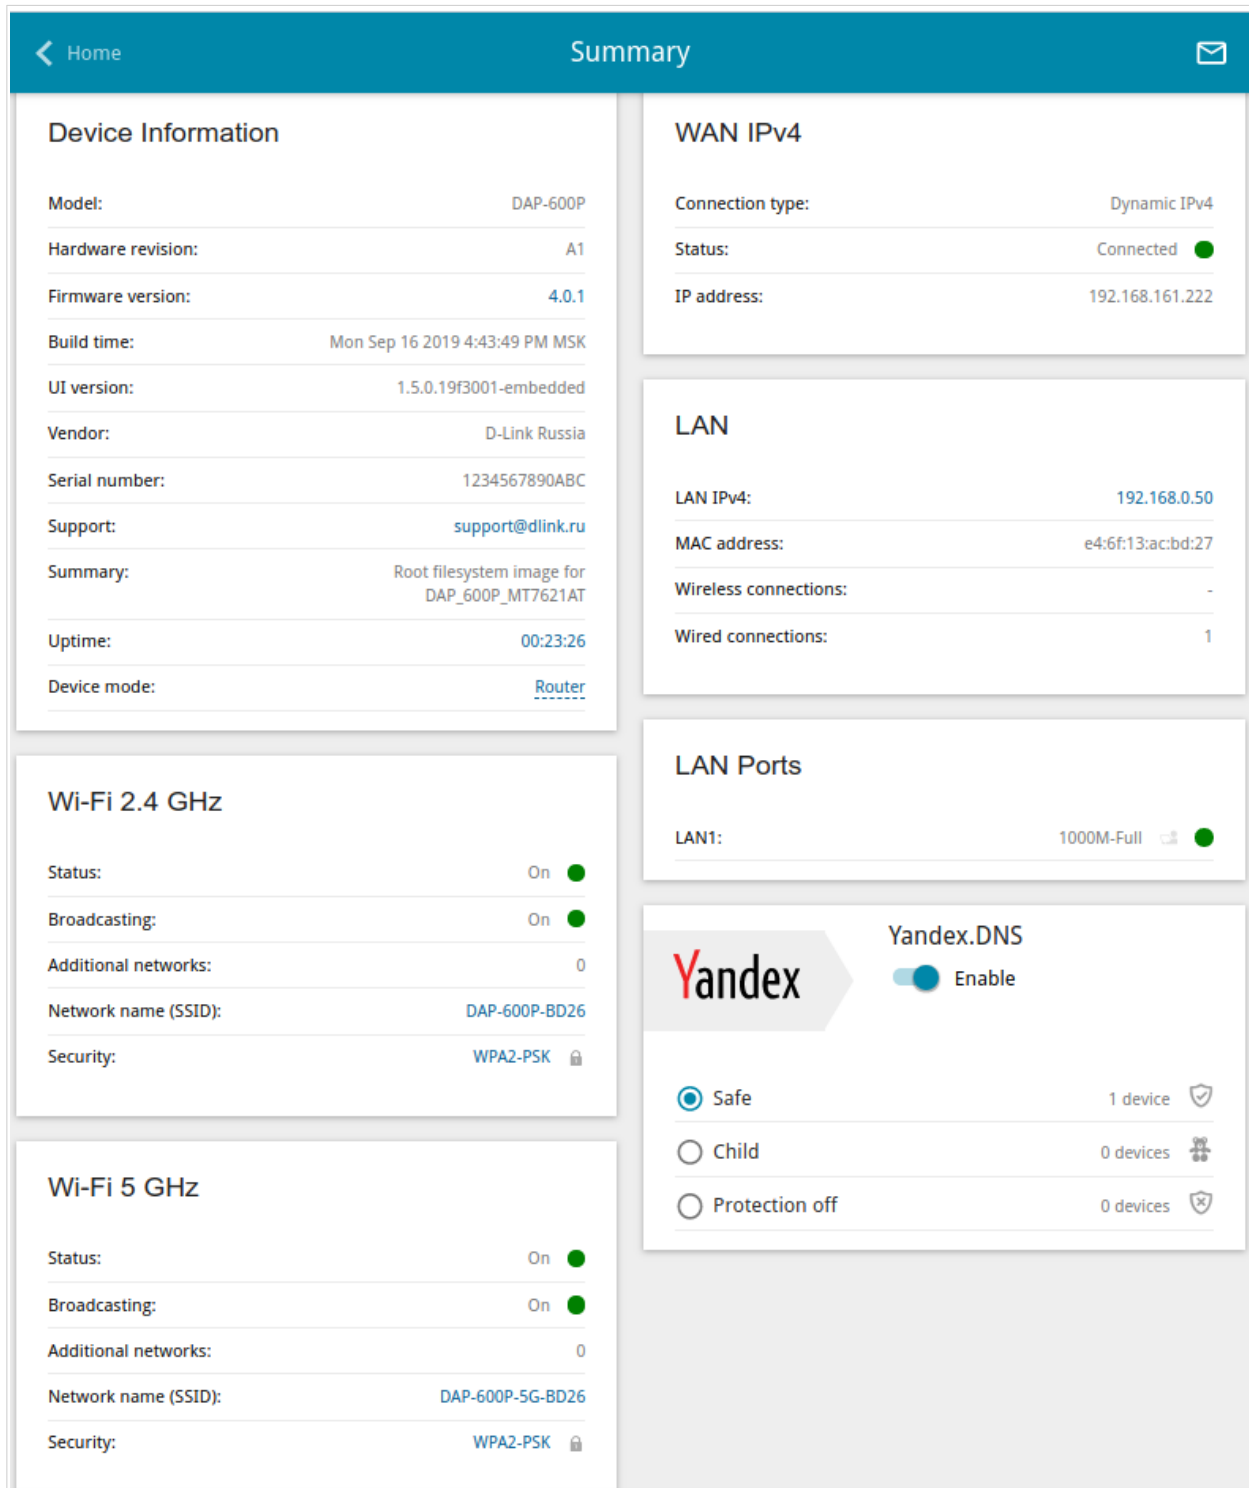 Home
Summary
Device Information
Model: DAP-600P
Hardware revision: A1
Firmware version: 4.0.1
Build time: Mon Sep 16 2019 4:43:49 PM MSK
UI version: 1.5.0.19f3001-embedded
Vendor: D-Link Russia
Serial number: 1234567890ABC
Support: support@dlink.ru
Summary: Root filesystem image for
DAP_600P_MT7621AT
Uptime: 00:23:26
Device mode: Router
Wi-Fi 2.4 GHz
Status: On
Broadcasting: On
Additional networks: 0
Network name (SSID): DAP-600P-BD26
Security: WPA2-PSK
Wi-Fi 5 GHz
Status: On
Broadcasting: On
Additional networks: 0
Network name (SSID): DAP-600P-5G-BD26
Security: WPA2-PSK
WAN IPv4
Connection type: Dynamic IPv4
Status: Connected
IP address: 192.168.161.222
LAN
LAN IPv4: 192.168.0.50
MAC address: e4:6f:13:ac:bd:27
Wireless connections: -
Wired connections: 1
LAN Ports
LAN1: 1000M-Full
Yandex
Yandex.DNS
Enable
Safe 1 device
Child 0 devices
Protection off 0 devices